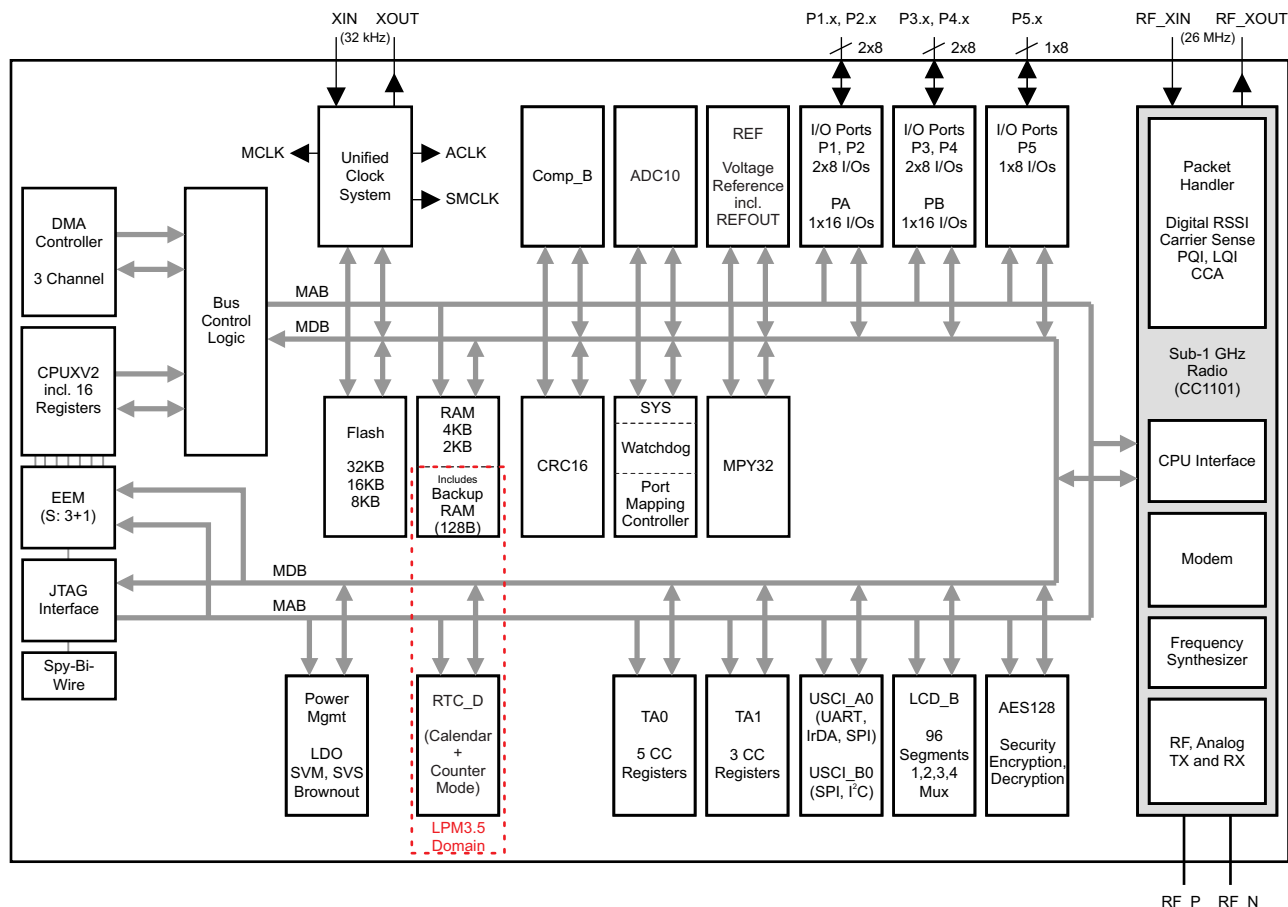 XIN XOUT
(32 kHz)
P1.x, P2.x
2x8
P3.x, P4.x
2x8
P5.x
1x8
RF_XIN RF_XOUT
(26 MHz)
MCLK
Unified
Clock
System
ACLK
SMCLK
Comp_B
ADC10
REF
Voltage
Reference
incl.
REFOUT
I/O Ports
P1, P2
2x8 I/Os
PA
1x16 I/Os
I/O Ports
P3, P4
2x8 I/Os
PB
1x16 I/Os
I/O Ports
P5
1x8 I/Os
Packet
Handler
Digital RSSI
Carrier Sense
PQI, LQI
CCA
DMA
Controller
3 Channel
Bus
Control
Logic
MAB
MDB
CPUXV2
incl. 16
Registers
Sub-1 GHz
Radio
(CC1101)
Flash
32KB
16KB
8KB
RAM
4KB
2KB
Includes
Backup
RAM
(128B)
CRC16
SYS
Watchdog
Port
Mapping
Controller
MPY32
CPU Interface
EEM
(S: 3+1)
JTAG
Interface
MDB
MAB
Modem
Spy-Bi-
Wire
Frequency
Synthesizer
Power
Mgmt
LDO
SVM, SVS
Brownout
RTC_D
(Calendar
+
Counter
Mode)
LPM3.5
Domain
TA0
5 CC
Registers
TA1
3 CC
Registers
USCI_A0
(UART,
IrDA, SPI)
USCI_B0
(SPI, I²C)
LCD_B
96
Segments
1,2,3,4
Mux
AES128
Security
Encryption,
Decryption
RF, Analog
TX and RX
RF_P RF_N